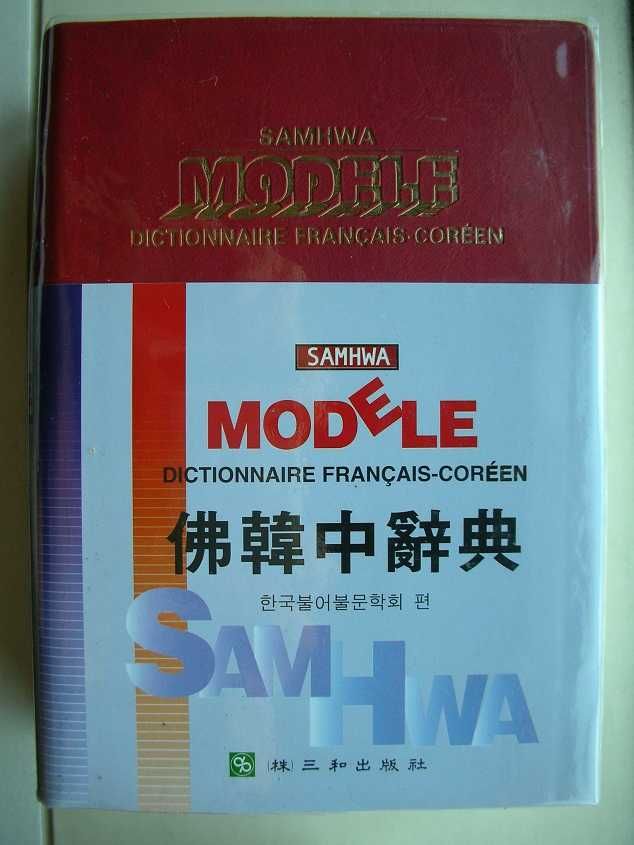 SAMHWA
MODELE
DICTIONNAIRE FRANÇAIS·CORÉEN
SAMHWA
MODELE
DICTIONNAIRE FRANÇAIS-CORÉEN
佛韓中辭典
한국불어불문학회 편
SAMHWA
(株) 三和出版社